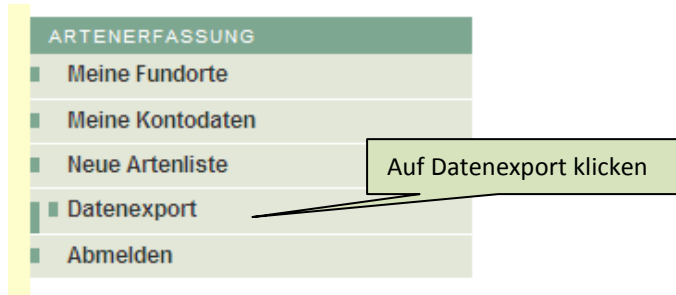 ARTENERFASSUNG
Meine Fundorte
Meine Kontodaten
Neue Artenliste
Auf Datenexport klicken
Datenexport
Abmelden